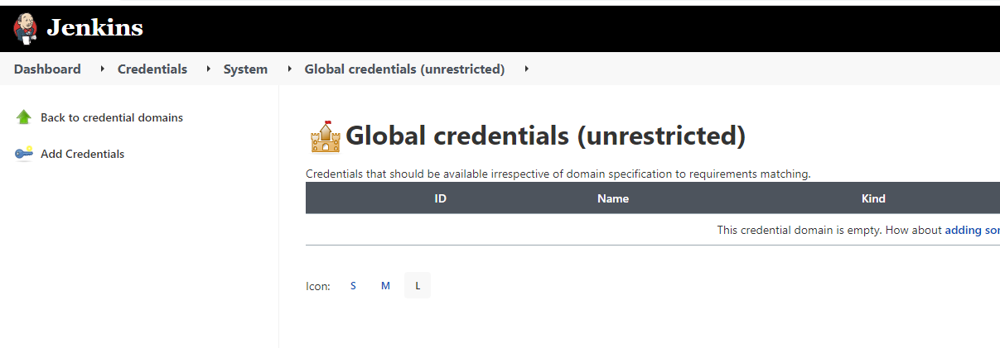 Jenkins
Dashboard Credentials System Global credentials (unrestricted)
Back to credential domains
Add Credentials
Global credentials (unrestricted)
Credentials that should be available irrespective of domain specification to requirements matching.
ID Name Kind
This credential domain is empty. How about adding
Icon: S M L